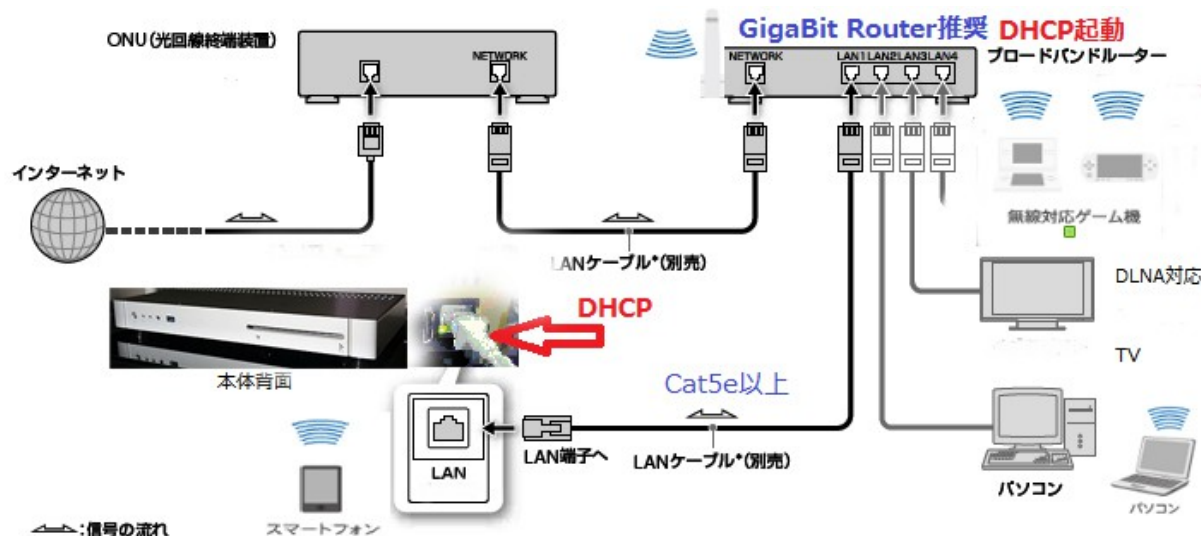 ONU(光回線終端装置)
NETWORK
GigaBit Router推奨 DHCP起動
ブロードバンドルーター
NETWORK
LAN1 LAN2 LAN3 LAN4
インターネット
無線対応ゲーム機
LANケーブル*(別売)
DHCP
DLNA対応
TV
本体背面
Cat5e以上
LAN
LAN端子へ
LANケーブル*(別売)
パソコン
パソコン
スマートフォン
:信号の流れ